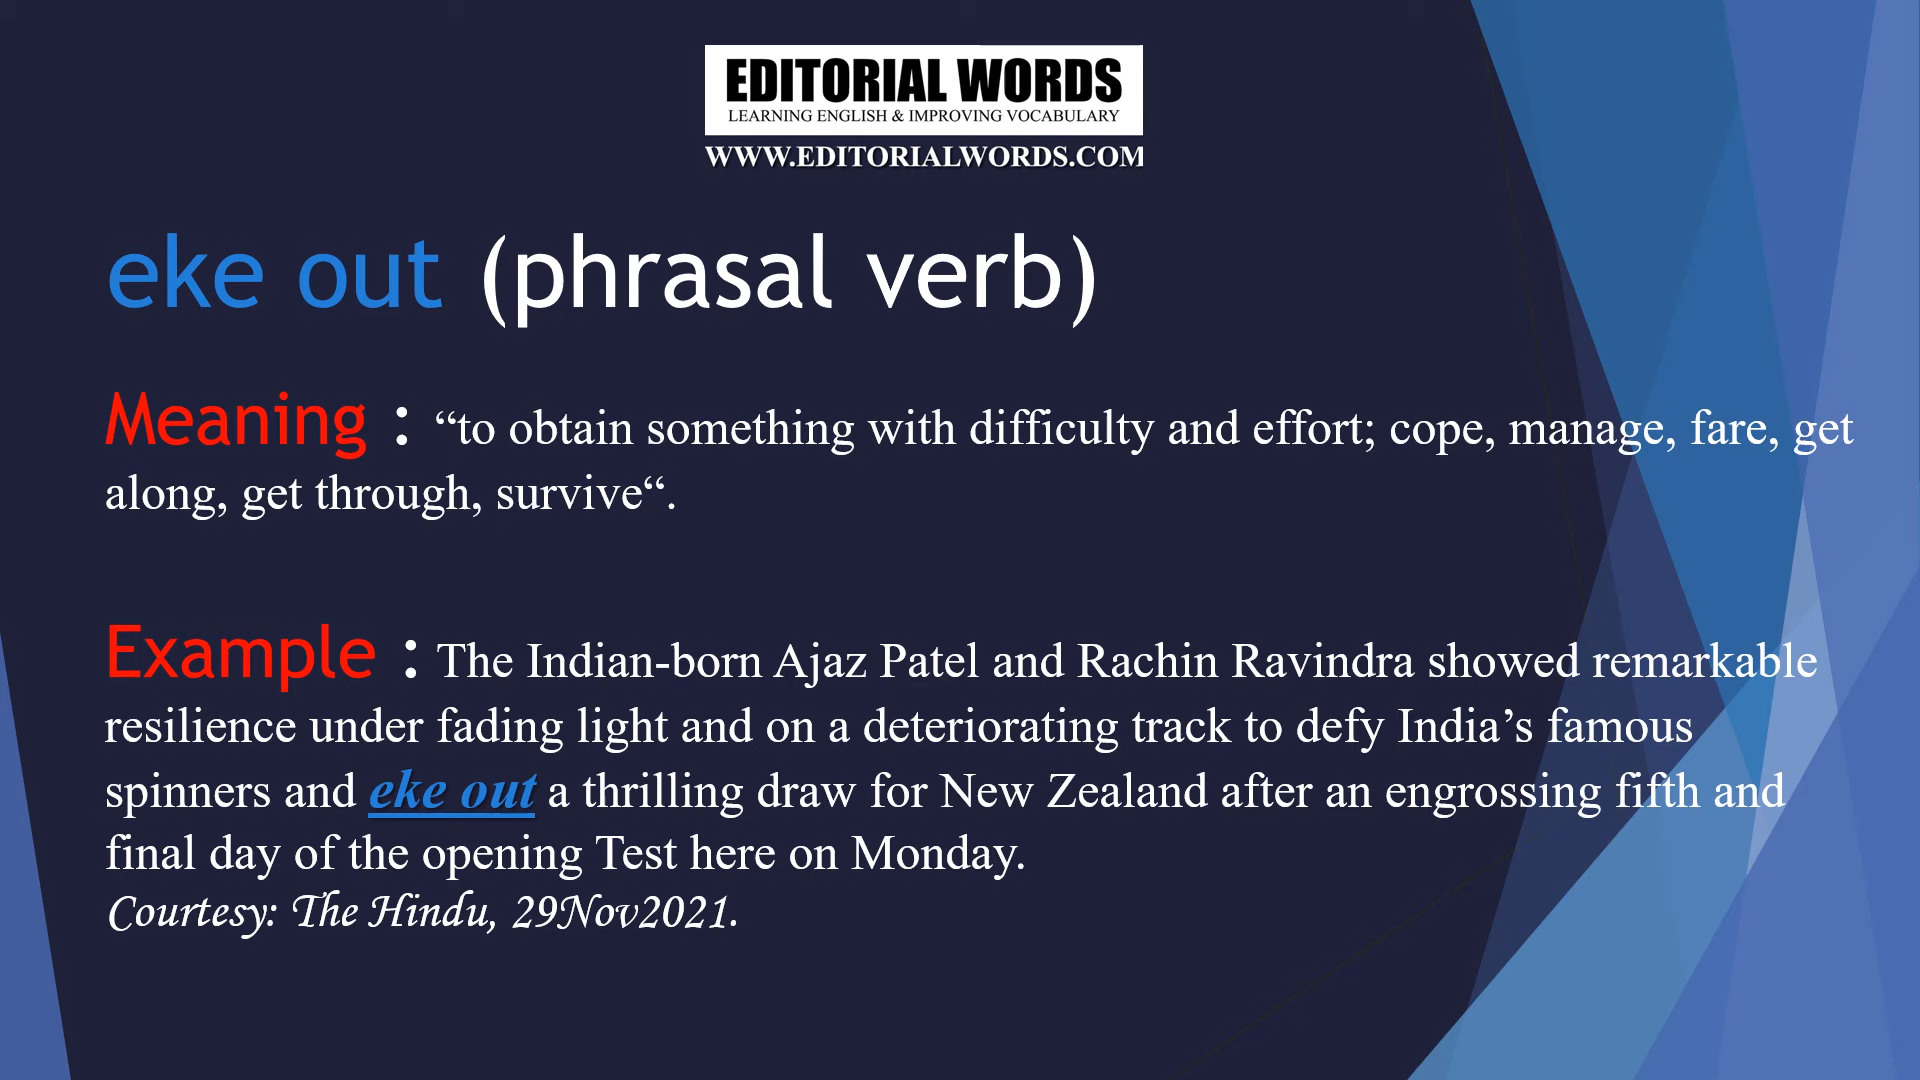 EDITORIAL WORDS
LEARNING ENGLISH & IMPROVING VOCABULARY
WWW.EDITORIALWORDS.COM
eke out (phrasal verb)
Meaning : “to obtain something with difficulty and effort; cope, manage, fare, get
along, get through, survive“.
Example : The Indian-born Ajaz Patel and Rachin Ravindra showed remarkable
resilience under fading light and on a deteriorating track to defy India’s famous
spinners and eke out a thrilling draw for New Zealand after an engrossing fifth and
final day of the opening Test here on Monday.
Courtesy: The Hindu, 29Nov2021.